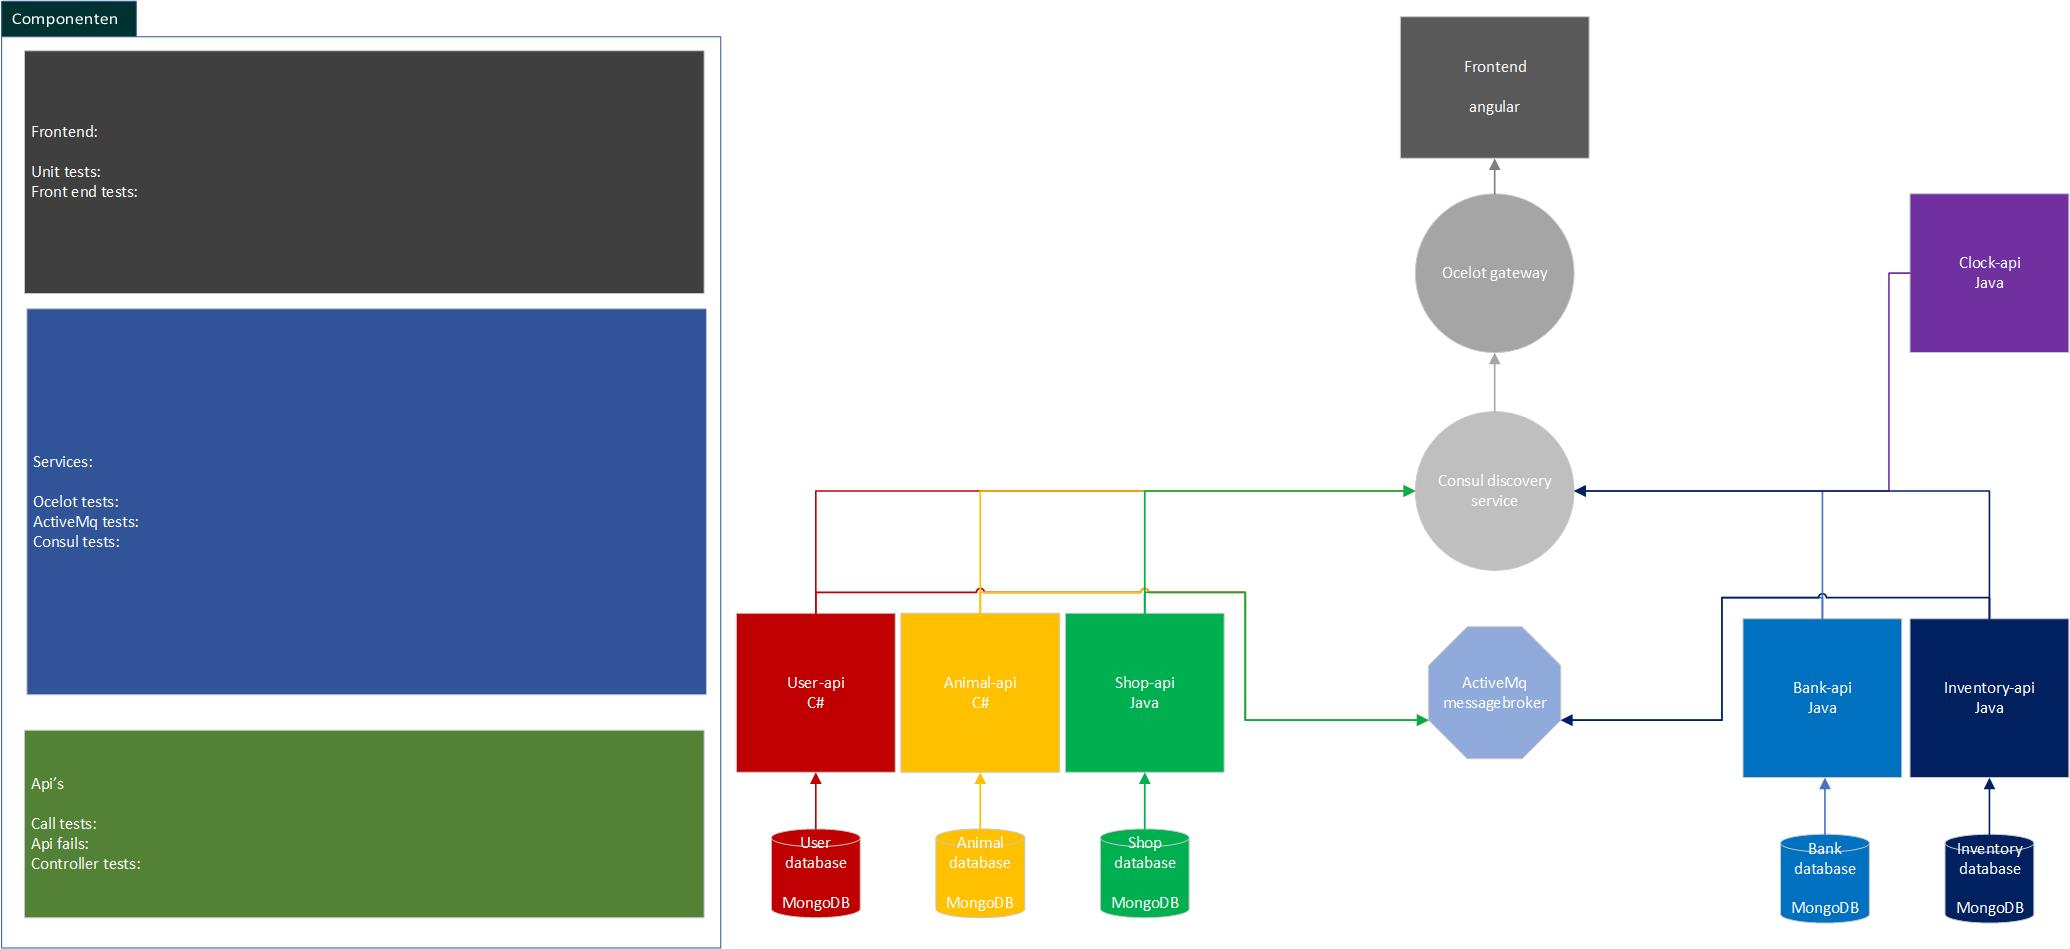 Componenten
Frontend:
Unit tests:
Front end tests:
Services:
Ocelot tests:
ActiveMq tests:
Consul tests:
Api's
Call tests:
Api fails:
Controller tests:
Frontend
angular
Ocelot gateway
Clock-api
Java
Consul discovery
service
User-api
C#
Animal-api
C#
Shop-api
Java
ActiveMq
messagebroker
Bank-api
Java
Inventory-api
Java
User
database
MongoDB
Animal
database
MongoDB
Shop
database
MongoDB
Bank
database
MongoDB
Inventory
database
MongoDB